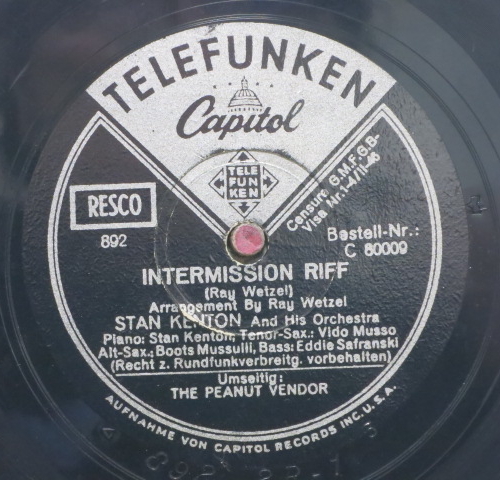 TELEFUNKEN
Capitol
TELE
FUN
KEN
RESCO
892
Censure G.M.F.G.B-
Visa Nr.1-4/II-46
Bestell-Nr.:
C 80009
INTERMISSION RIFF
(Ray Wetzel)
Arrangement By Ray Wetzel
STAN KENTON And His Orchestra
Piano: Stan Kenton, Tenor-Sax.: Vido Musso
Alt-Sax.: Boots Mussulli, Bass: Eddie Safranski
(Recht z. Rundfunkverbreitg. vorbehalten)
Umseitig:
THE PEANUT VENDOR
AUFNAHME VON CAPITOL RECORDS INC. U.S.A.